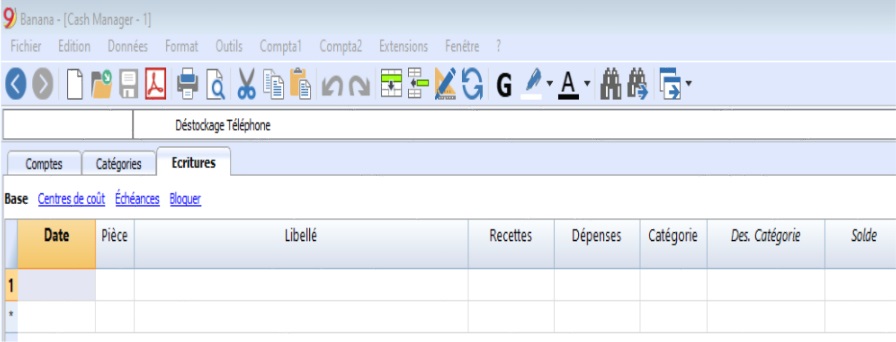 9 Banana - [Cash Manager - 1]
Fichier Edition Données Format Outils Compta1 Compta2 Extensions Fenêtre ?
G A
Déstockage Téléphone
Comptes Catégories Ecritures
Base Centres de coût Échéances Bloquer
Date Pièce Libellé Recettes Dépenses Catégorie Des. Catégorie Solde
1
*